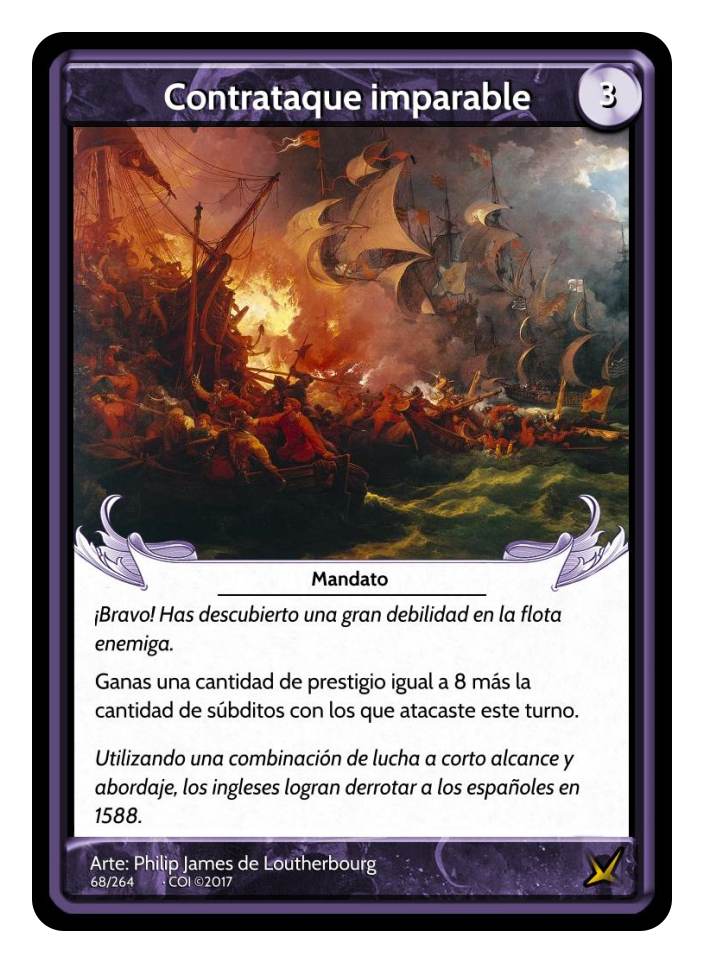 Contrataque imparable
3
Mandato
¡Bravo! Has descubierto una gran debilidad en la flota
enemiga.
Ganas una cantidad de prestigio igual a 8 más la
cantidad de súbditos con los que atacaste este turno.
Utilizando una combinación de lucha a corto alcance y
abordaje, los ingleses logran derrotar a los españoles en
1588.
Arte: Philip James de Loutherbourg
68/264 · COI ©2017